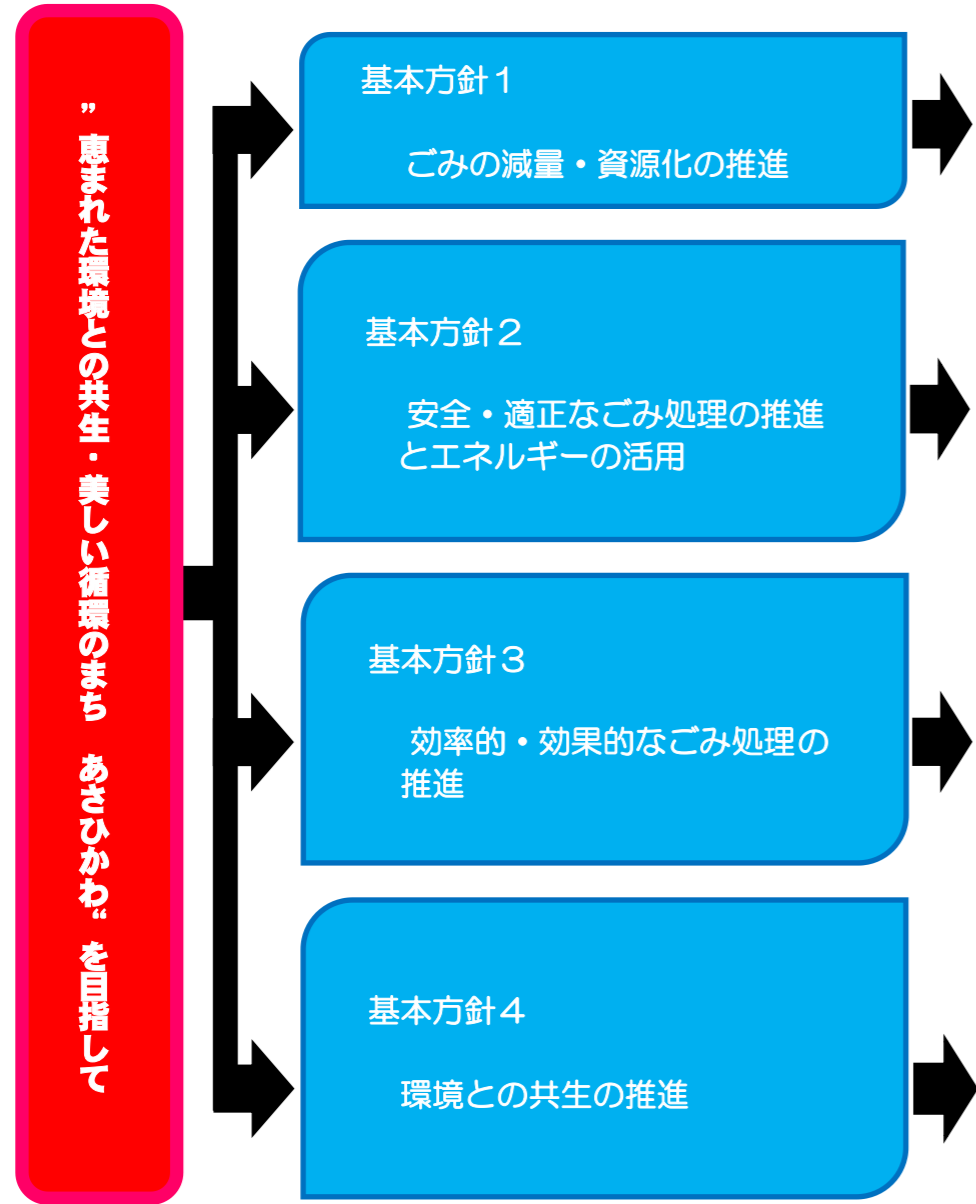 ”恵まれた環境との共生・美しい循環のまち　あさひかわ“を目指して
基本方針１
ごみの減量・資源化の推進
基本方針２
安全・適正なごみ処理の推進
とエネルギーの活用
基本方針３
効率的・効果的なごみ処理の
推進
基本方針４
環境との共生の推進